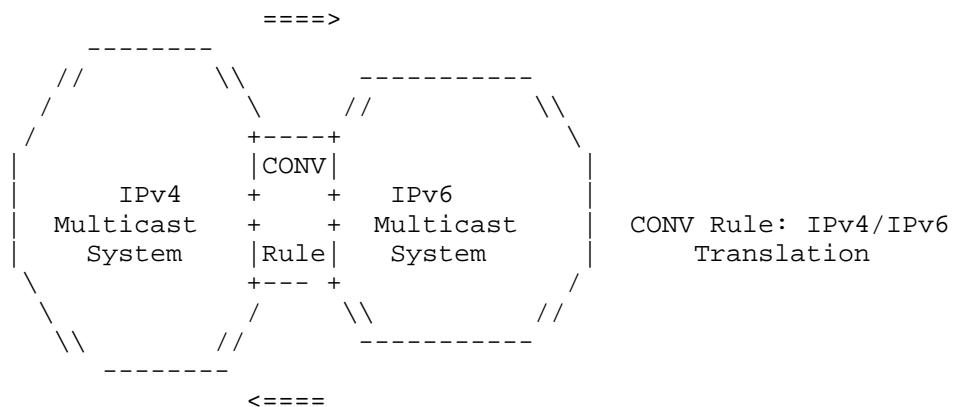 ====>
CONV
IPv4 IPv6
Multicast Multicast CONV Rule: IPv4/IPv6
System Rule System Translation
<====